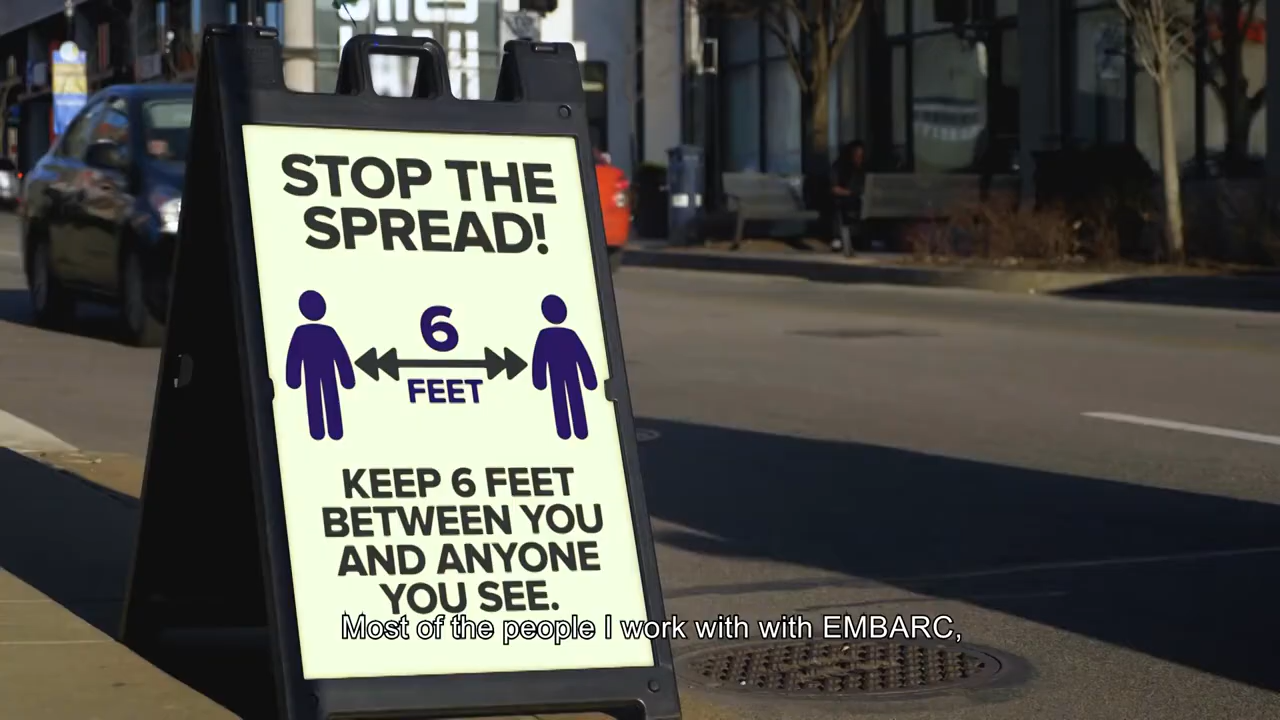 STOP THE
SPREAD!
6
FEET
KEEP 6 FEET
BETWEEN YOU
AND ANYONE
YOU SEE.
Most of the people I work with with EMBARC,